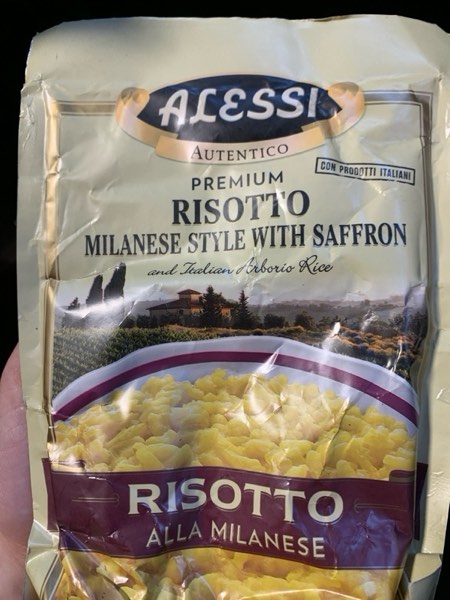 ALESSI
AUTENTICO
CON PRODOTTI ITALIANI
PREMIUM
RISOTTO
MILANESE STYLE WITH SAFFRON
and Italian Arborio Rice
RISOTTO
ALLA MILANESE